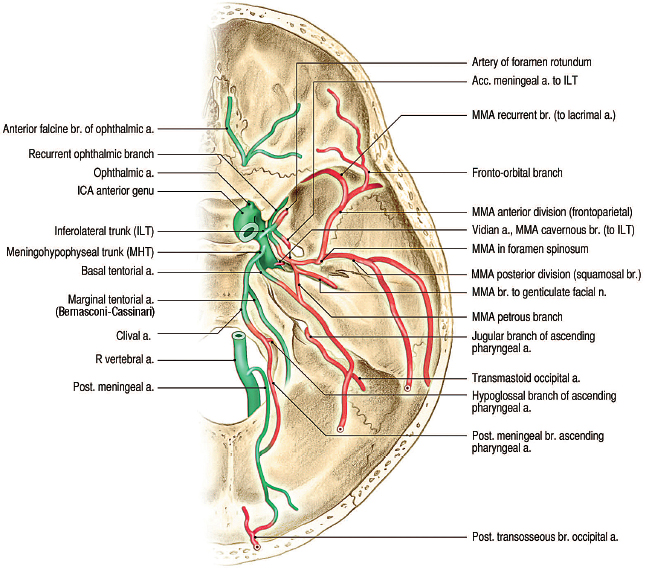 Anterior falcine br. of ophthalmic a.
Recurrent ophthalmic branch
Ophthalmic a.
ICA anterior genu
Inferolateral trunk (ILT)
Meningohypophyseal trunk (MHT)
Basal tentorial a.
Marginal tentorial a.
(Bernasconi-Cassinari)
Clival a.
R vertebral a.
Post. meningeal a.
Artery of foramen rotundum
Acc. meningeal a. to ILT
MMA recurrent br. (to lacrimal a.)
Fronto-orbital branch
MMA anterior division (frontoparietal)
Vidian a., MMA cavernous br. (to ILT)
MMA in foramen spinosum
MMA posterior division (squamosal br.)
MMA br. to genticulate facial n.
MMA petrous branch
Jugular branch of ascending
pharyngeal a.
Transmastoid occipital a.
Hypoglossal branch of ascending
pharyngeal a.
Post. meningeal br. ascending
pharyngeal a.
Post. transosseous br. occipital a.